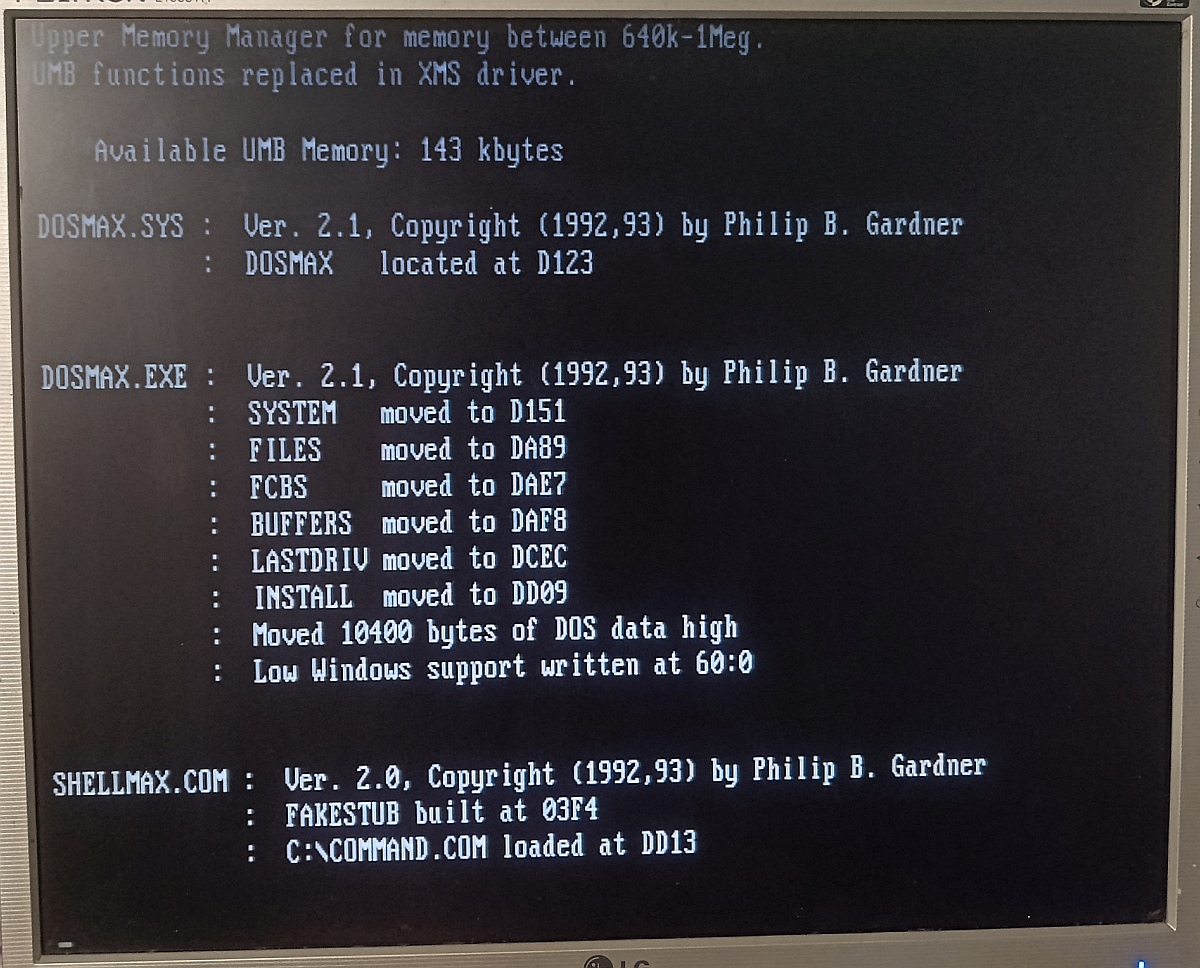 Upper Memory Manager for memory between 640k-1Meg.
UMB functions replaced in XMS driver.
Available UMB Memory: 143 kbytes
DOSMAX.SYS : Ver. 2.1, Copyright (1992,93) by Philip B. Gardner
: DOSMAX located at D123
DOSMAX.EXE : Ver. 2.1, Copyright (1992,93) by Philip B. Gardner
: SYSTEM moved to D151
: FILES moved to DA89
: FCBS moved to DAE7
: BUFFERS moved to DAF8
: LASTDRIV moved to DCEC
: INSTALL moved to DD09
: Moved 10400 bytes of DOS data high
: Low Windows support written at 60:0
SHELLMAX.COM : Ver. 2.0, Copyright (1992,93) by Philip B. Gardner
: FAKESTUB built at 03F4
: C:\COMMAND.COM loaded at DD13
LG